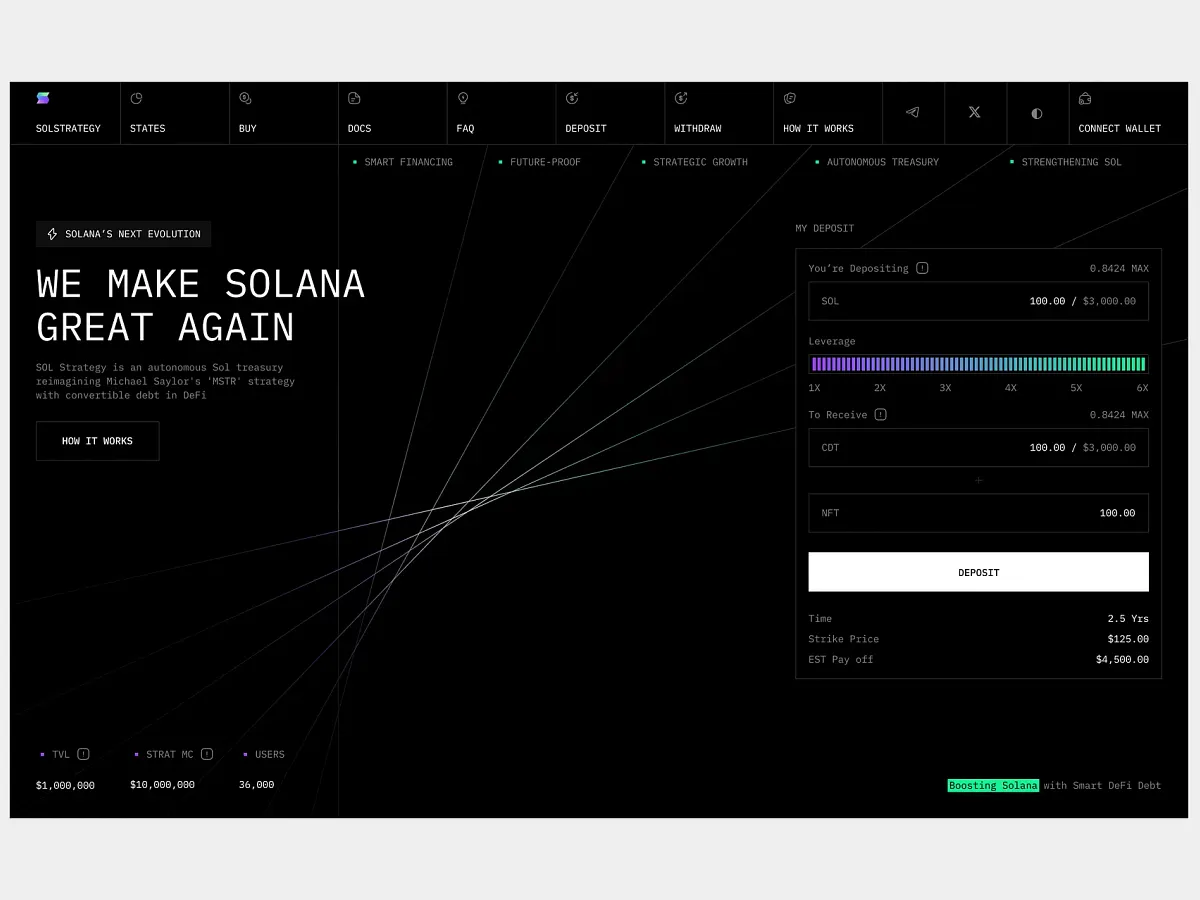 SOLSTRATEGY
STATES
BUY
DOCS
FAQ
DEPOSIT
WITHDRAW
HOW IT WORKS
CONNECT WALLET
SMART FINANCING
FUTURE-PROOF
STRATEGIC GROWTH
AUTONOMOUS TREASURY
STRENGTHENING SOL
SOLANA’S NEXT EVOLUTION
WE MAKE SOLANA
GREAT AGAIN
SOL Strategy is an autonomous Sol treasury
reimagining Michael Saylor's 'MSTR' strategy
with convertible debt in DeFi
HOW IT WORKS
MY DEPOSIT
You’re Depositing
0.8424 MAX
SOL
100.00 / $3,000.00
Leverage
1X 2X 3X 4X 5X 6X
To Receive
0.8424 MAX
CDT
100.00 / $3,000.00
+
NFT
100.00
DEPOSIT
Time
2.5 Yrs
Strike Price
$125.00
EST Pay off
$4,500.00
TVL
$1,000,000
STRAT MC
$10,000,000
USERS
36,000
Boosting Solana with Smart DeFi Debt